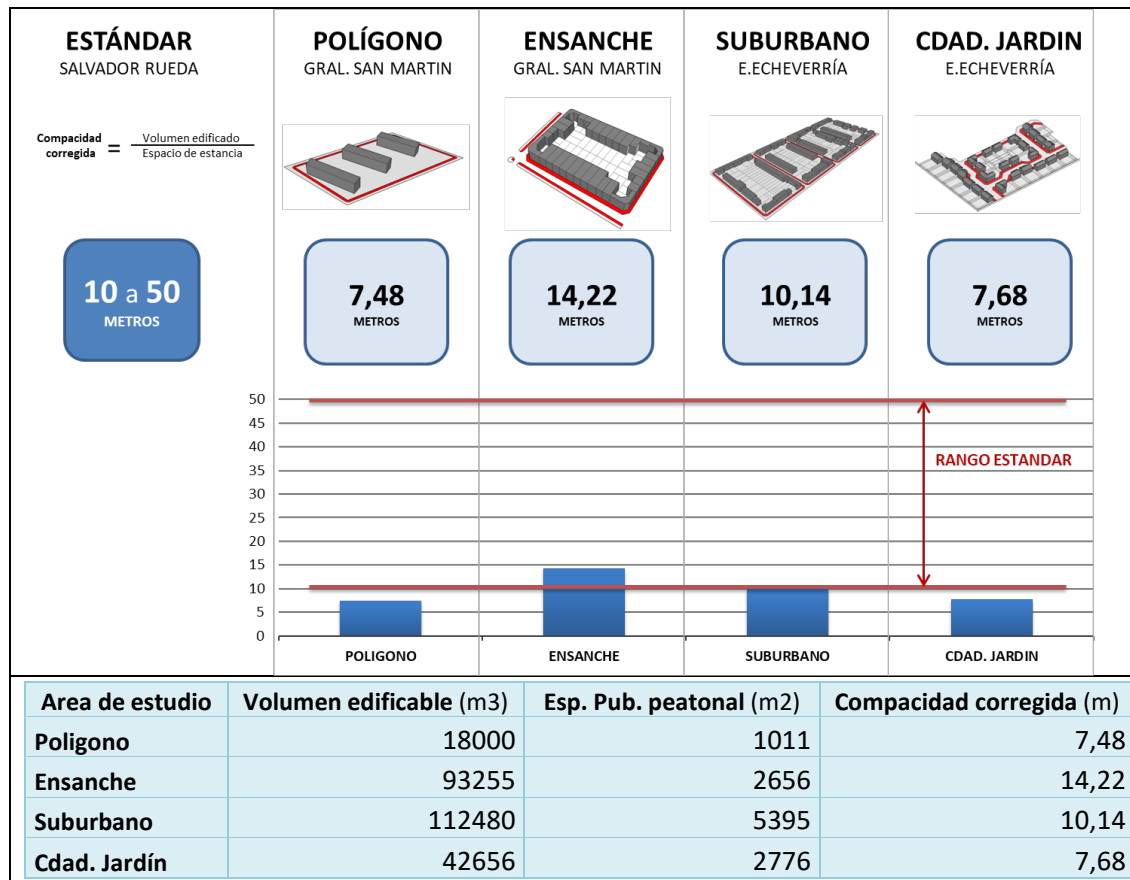 ESTÁNDAR
SALVADOR RUEDA
Compacidad corregida = Volumen edificado
Espacio de estancia
10 a 50
METROS
POLÍGONO
GRAL. SAN MARTIN
7,48
METROS
ENSANCHE
GRAL. SAN MARTIN
14,22
METROS
SUBURBANO
E.ECHEVERRÍA
10,14
METROS
CDAD. JARDIN
E.ECHEVERRÍA
7,68
METROS
50
45
40
35
30
25
20
15
10
5
0
RANGO ESTANDAR
POLIGONO
ENSANCHE
SUBURBANO
CDAD. JARDIN
Area de estudio Volumen edificable (m3) Esp. Pub. peatonal (m2) Compacidad corregida (m)
Poligono 18000 1011 7,48
Ensanche 93255 2656 14,22
Suburbano 112480 5395 10,14
Cdad. Jardín 42656 2776 7,68